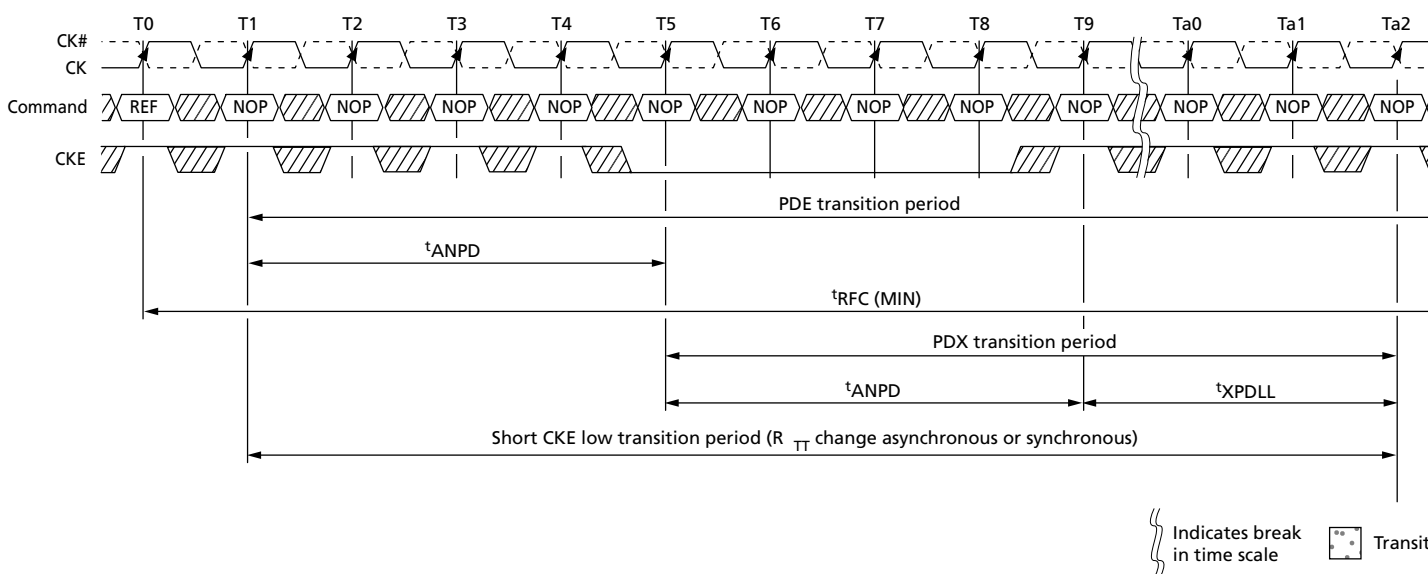 T0 T1 T2 T3 T4 T5 T6 T7 T8 T9 Ta0 Ta1 Ta2
CK#
CK
Command REF NOP NOP NOP NOP NOP NOP NOP NOP NOP NOP NOP NOP
CKE
PDE transition period
tANPD
tRFC (MIN)
PDX transition period
tANPD tXPDLL
Short CKE low transition period (R TT change asynchronous or synchronous)
Indicates break
in time scale
Transit